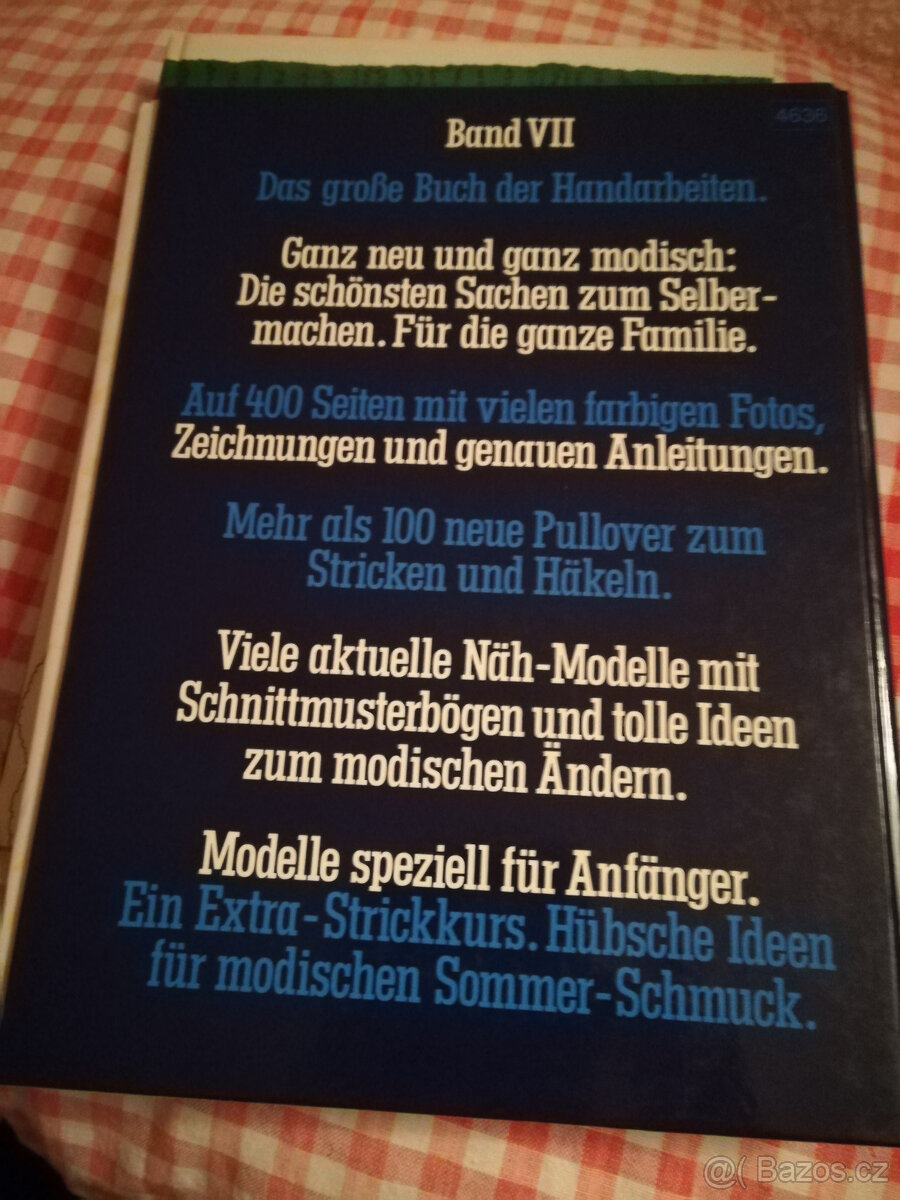 4636
Band VII
Das große Buch der Handarbeiten.
Ganz neu und ganz modisch:
Die schönsten Sachen zum Selber-
machen. Für die ganze Familie.
Auf 400 Seiten mit vielen farbigen Fotos,
Zeichnungen und genauen Anleitungen.
Mehr als 100 neue Pullover zum
Stricken und Häkeln.
Viele aktuelle Näh-Modelle mit
Schnittmusterbögen und tolle Ideen
zum modischen Ändern.
Modelle speziell für Anfänger.
Ein Extra-Strickkurs. Hübsche Ideen
für modischen Sommer-Schmuck.
@( Bazos.cz